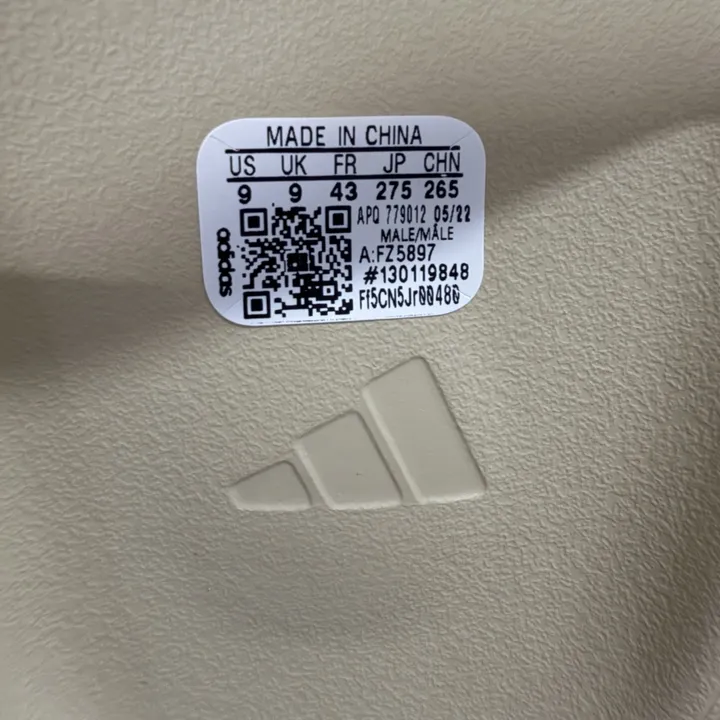 MADE IN CHINA
US UK FR JP CHN
9 9 43 275 265
APQ 779012 05/22
MALE/MÂLE
A:FZ5897
#130119848
Ff5CN5Jr00480
adidas